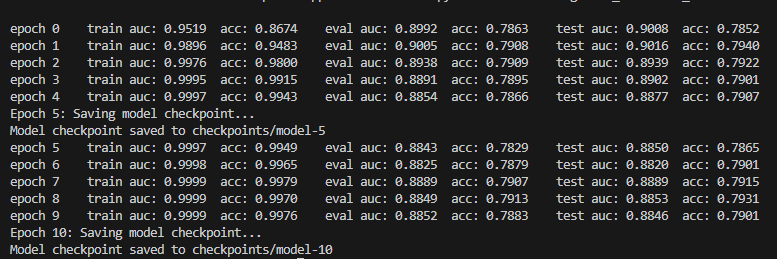 epoch 0 train auc: 0.9519 acc: 0.8674 eval auc: 0.8992 acc: 0.7863 test auc: 0.9008 acc: 0.7852
epoch 1 train auc: 0.9896 acc: 0.9483 eval auc: 0.9005 acc: 0.7908 test auc: 0.9016 acc: 0.7940
epoch 2 train auc: 0.9976 acc: 0.9800 eval auc: 0.8938 acc: 0.7909 test auc: 0.8939 acc: 0.7922
epoch 3 train auc: 0.9995 acc: 0.9915 eval auc: 0.8891 acc: 0.7895 test auc: 0.8902 acc: 0.7901
epoch 4 train auc: 0.9997 acc: 0.9943 eval auc: 0.8854 acc: 0.7866 test auc: 0.8877 acc: 0.7907
Epoch 5: Saving model checkpoint...
Model checkpoint saved to checkpoints/model-5
epoch 5 train auc: 0.9997 acc: 0.9949 eval auc: 0.8843 acc: 0.7829 test auc: 0.8850 acc: 0.7865
epoch 6 train auc: 0.9998 acc: 0.9965 eval auc: 0.8825 acc: 0.7879 test auc: 0.8820 acc: 0.7901
epoch 7 train auc: 0.9999 acc: 0.9979 eval auc: 0.8889 acc: 0.7907 test auc: 0.8889 acc: 0.7915
epoch 8 train auc: 0.9999 acc: 0.9970 eval auc: 0.8849 acc: 0.7913 test auc: 0.8853 acc: 0.7931
epoch 9 train auc: 0.9999 acc: 0.9976 eval auc: 0.8852 acc: 0.7883 test auc: 0.8846 acc: 0.7901
Epoch 10: Saving model checkpoint...
Model checkpoint saved to checkpoints/model-10